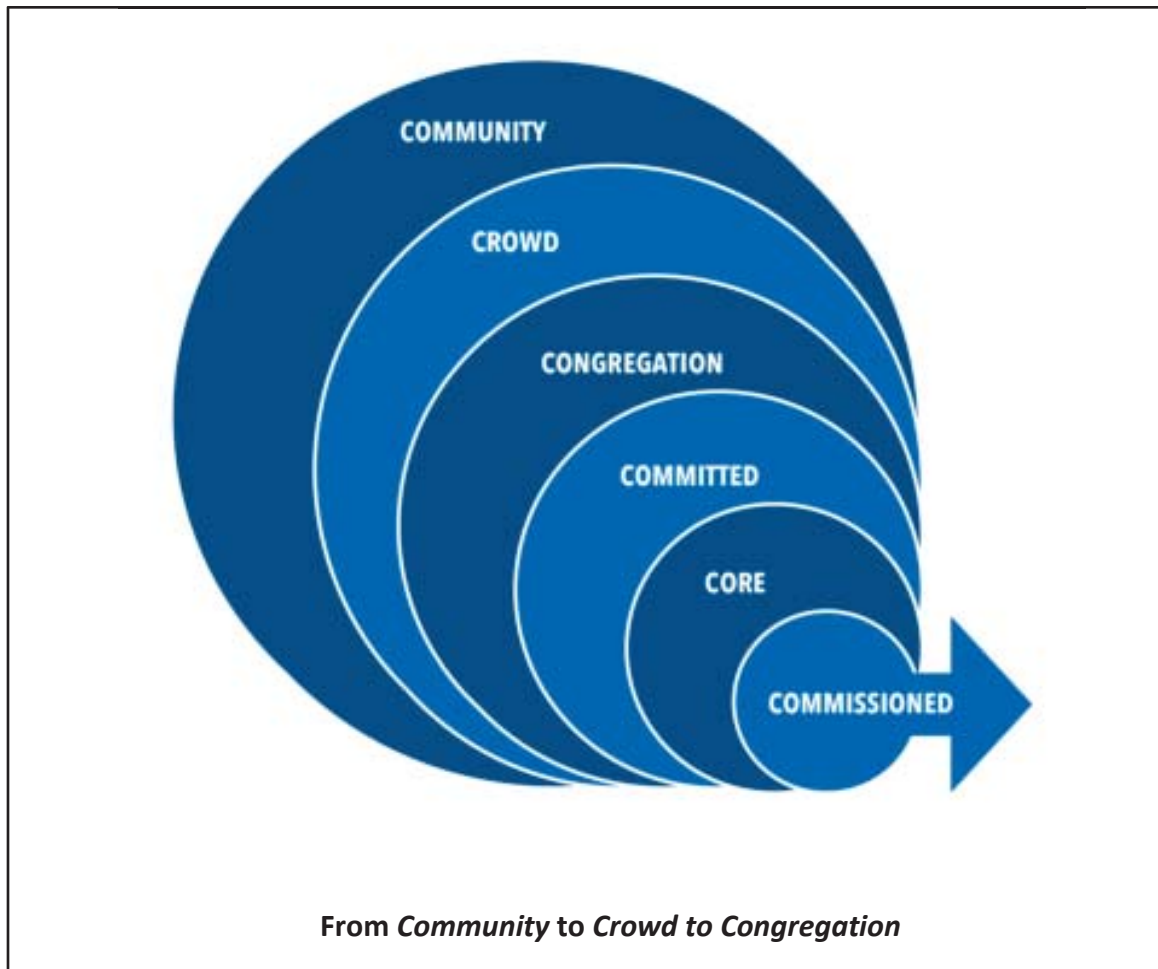 COMMUNITY
CROWD
CONGREGATION
COMMITTED
CORE
COMMISSIONED
From Community to Crowd to Congregation